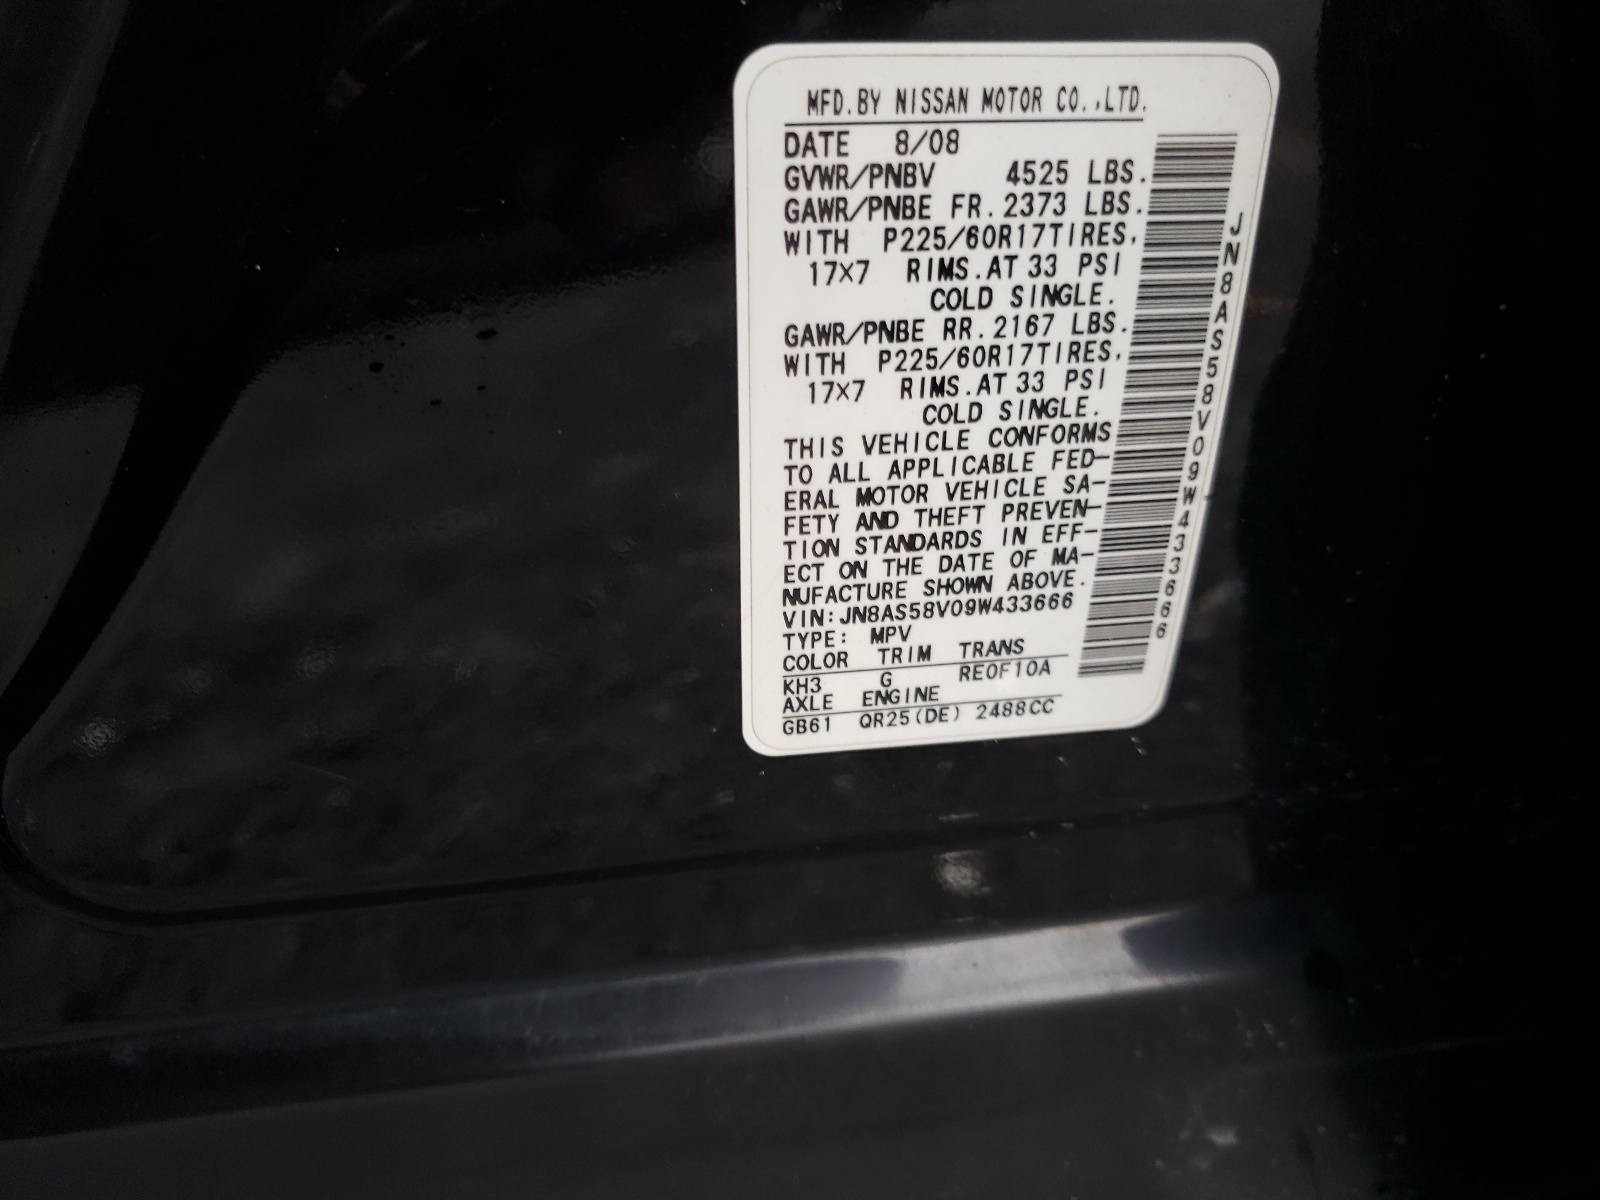 MFD.BY NISSAN MOTOR CO.,LTD.
DATE 8/08
GVWR/PNBV 4525 LBS.
GAWR/PNBE FR. 2373 LBS.
WITH P225/60R17TIRES,
17X7 RIMS.AT 33 PSI
COLD SINGLE.
GAWR/PNBE RR. 2167 LBS.
WITH P225/60R17TIRES,
17X7 RIMS.AT 33 PSI
COLD SINGLE.
THIS VEHICLE CONFORMS
TO ALL APPLICABLE FED-
ERAL MOTOR VEHICLE SA-
FETY AND THEFT PREVEN-
TION STANDARDS IN EFF-
ECT ON THE DATE OF MA-
NUFACTURE SHOWN ABOVE.
VIN:JN8AS58V09W433666
TYPE: MPV
COLOR TRIM TRANS
KH3 G RE0F10A
AXLE ENGINE
GB61 QR25(DE) 2488CC
JN8AS58V09W433666